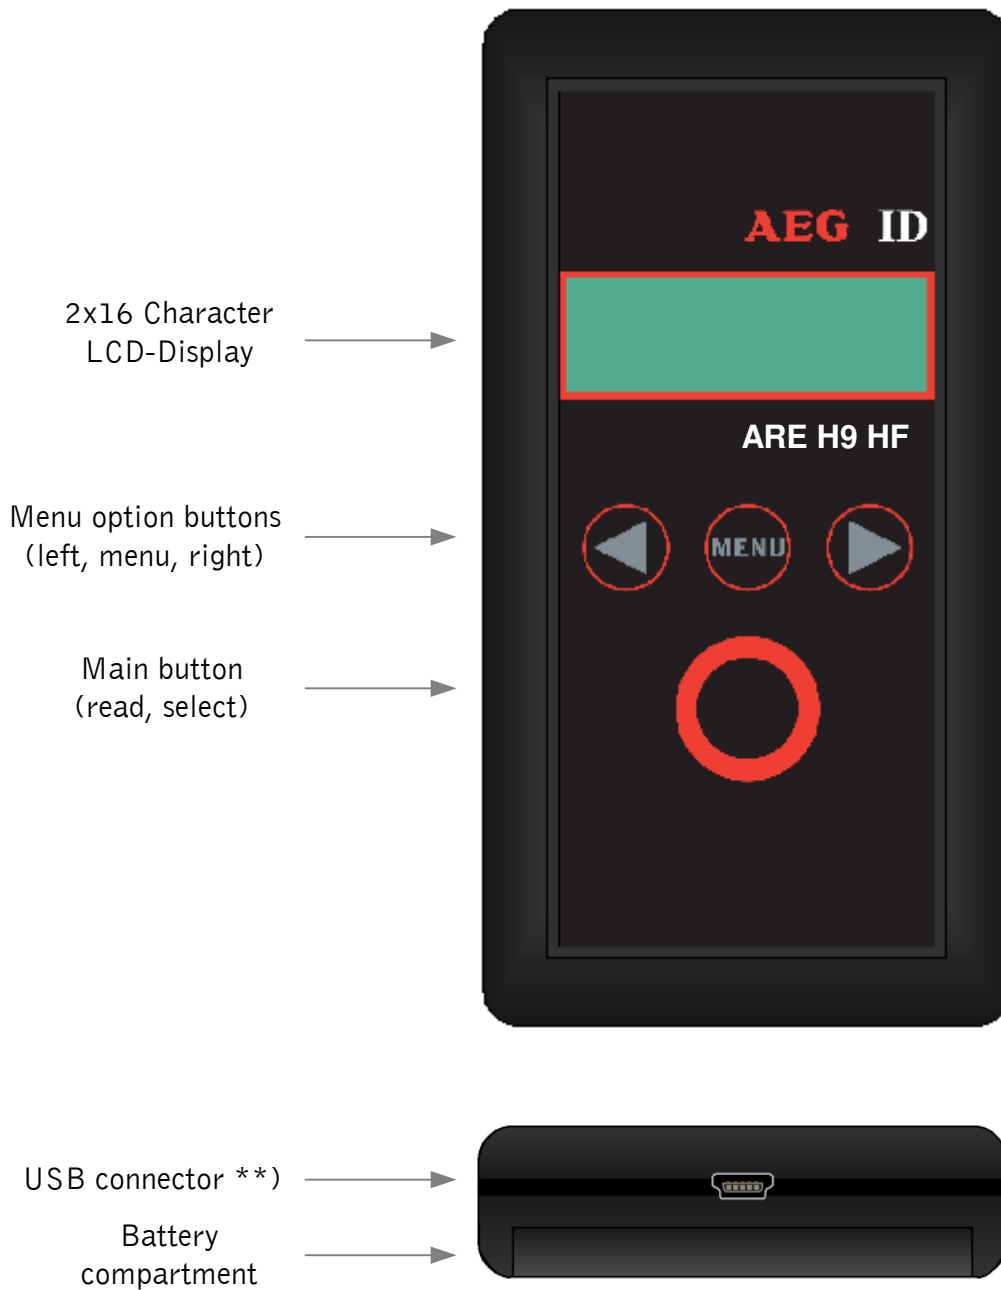 AEG ID
2x16 Character
LCD-Display
ARE H9 HF
Menu option buttons
(left, menu, right)
MENU
Main button
(read, select)
USB connector **)
Battery
compartment